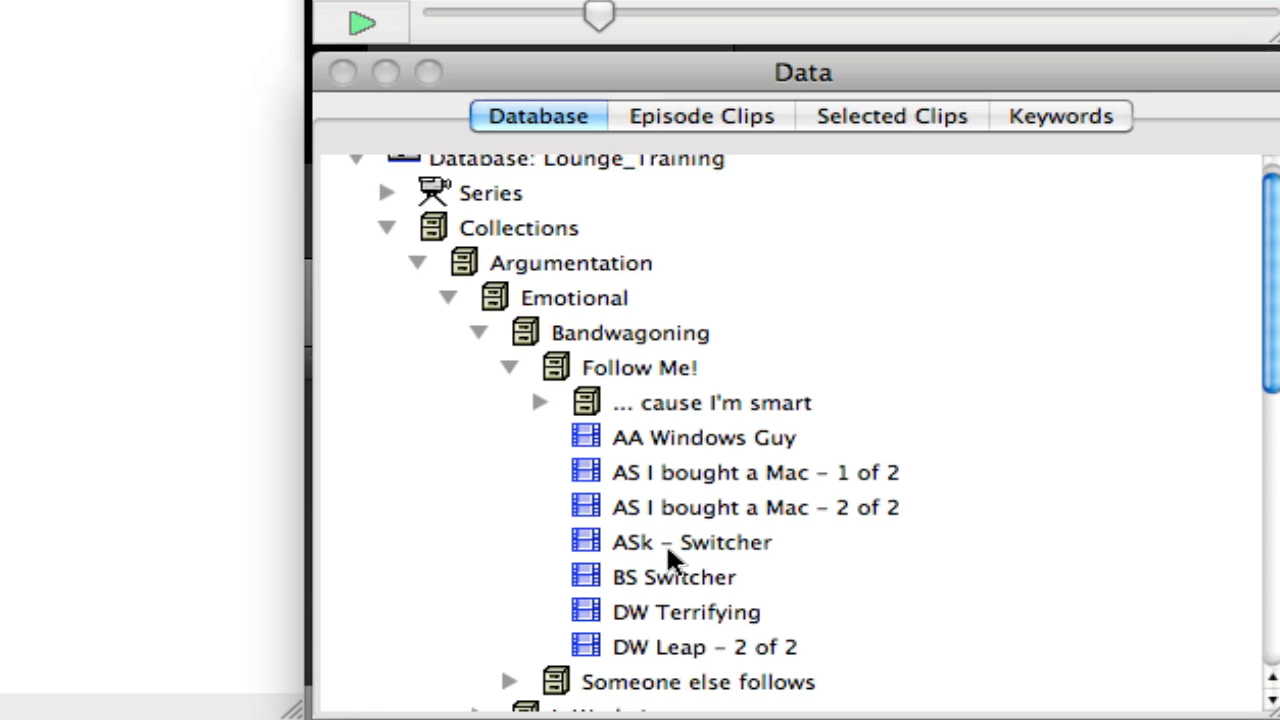 Data
Database Episode Clips Selected Clips Keywords
Database: Lounge_Training
Series
Collections
Argumentation
Emotional
Bandwagoning
Follow Me!
... cause I'm smart
AA Windows Guy
AS I bought a Mac – 1 of 2
AS I bought a Mac – 2 of 2
ASk – Switcher
BS Switcher
DW Terrifying
DW Leap – 2 of 2
Someone else follows